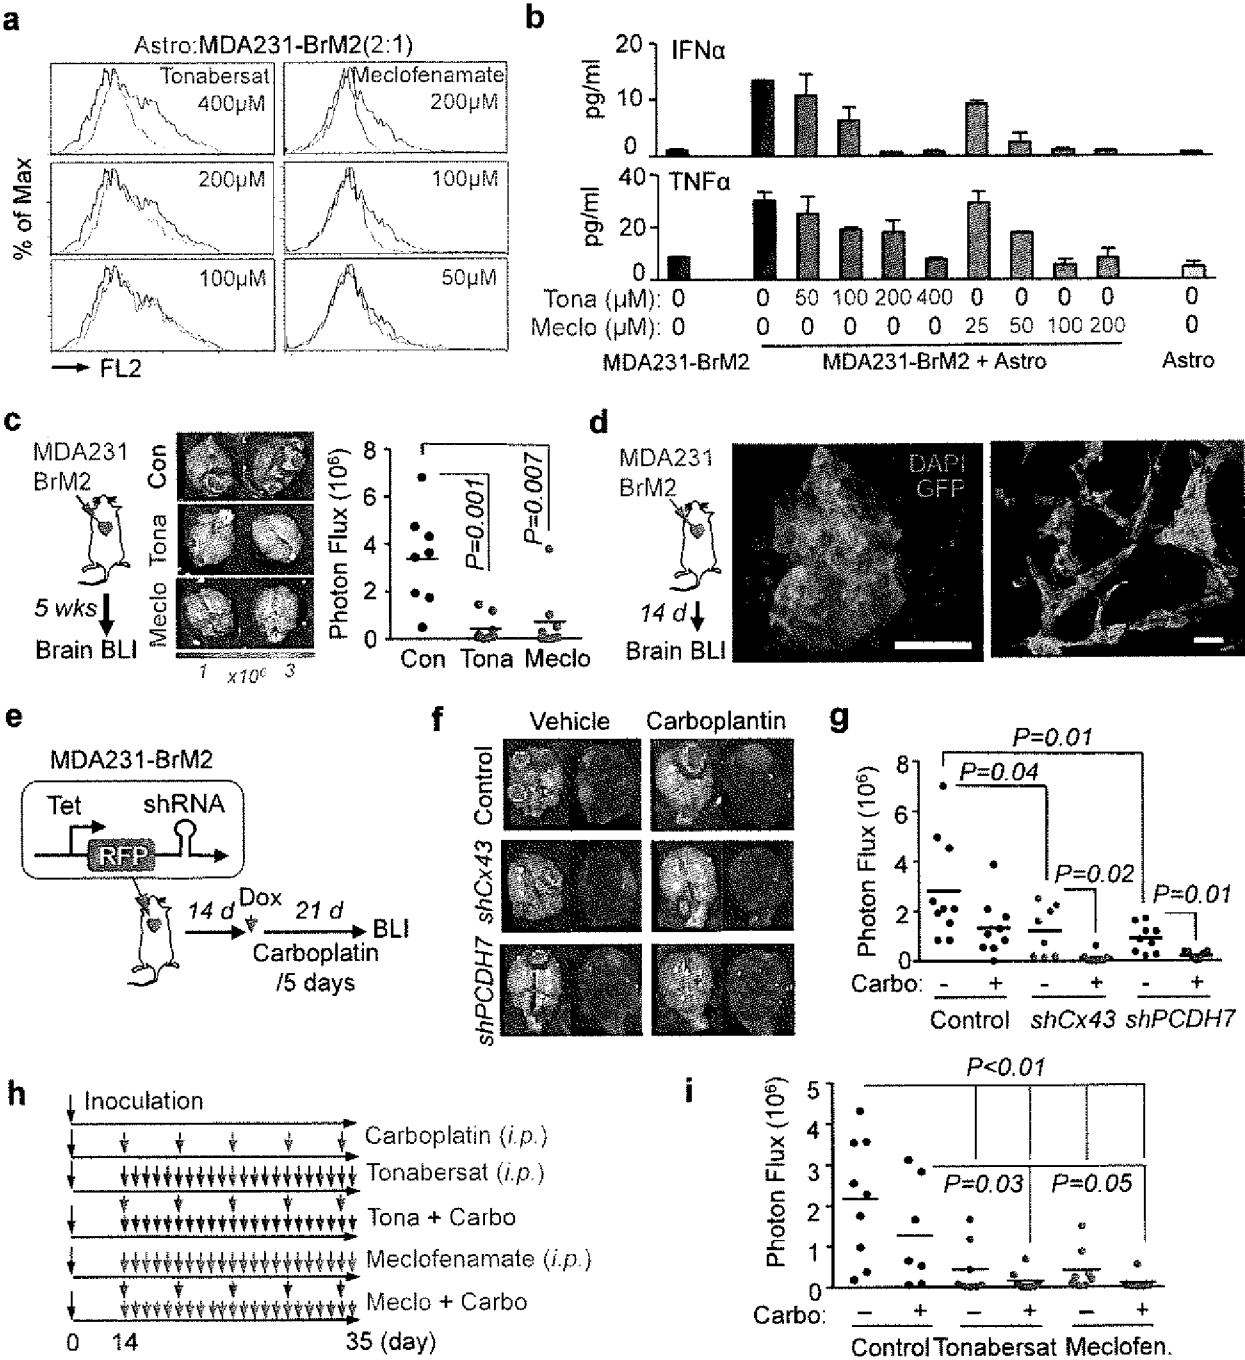 a
Astro:MDA231-BrM2(2:1)
Tonabersat
400µM
Meclofenamate
200µM
200µM
100µM
100µM
50µM
% of Max
FL2
b
20
10
0
pg/ml
IFNα
40
20
0
pg/ml
TNFα
Tona (µM): 0 0 50 100 200 400 0 0 0 0 0
Meclo (µM): 0 0 0 0 0 0 25 50 100 200 0
MDA231-BrM2 MDA231-BrM2 + Astro Astro
c
MDA231
BrM2
5 wks
Brain BLI
Con
Tona
Meclo
1 x10⁶ 3
Photon Flux (10⁶)
8
6
4
2
0
P=0.001
P=0.007
Con Tona Meclo
d
MDA231
BrM2
14 d
Brain BLI
DAPI
GFP
e
MDA231-BrM2
Tet shRNA
RFP
14 d Dox 21 d BLI
Carboplatin
/5 days
f
Vehicle Carboplantin
Control
shCx43
shPCDH7
g
Photon Flux (10⁶)
8
6
4
2
0
P=0.01
P=0.04
P=0.02
P=0.01
Carbo: - + - + - +
Control shCx43 shPCDH7
h
Inoculation
Carboplatin (i.p.)
Tonabersat (i.p.)
Tona + Carbo
Meclofenamate (i.p.)
Meclo + Carbo
0 14 35 (day)
i
Photon Flux (10⁶)
5
4
3
2
1
0
P<0.01
P=0.03 P=0.05
Carbo: – + – + – +
Control Tonabersat Meclofen.